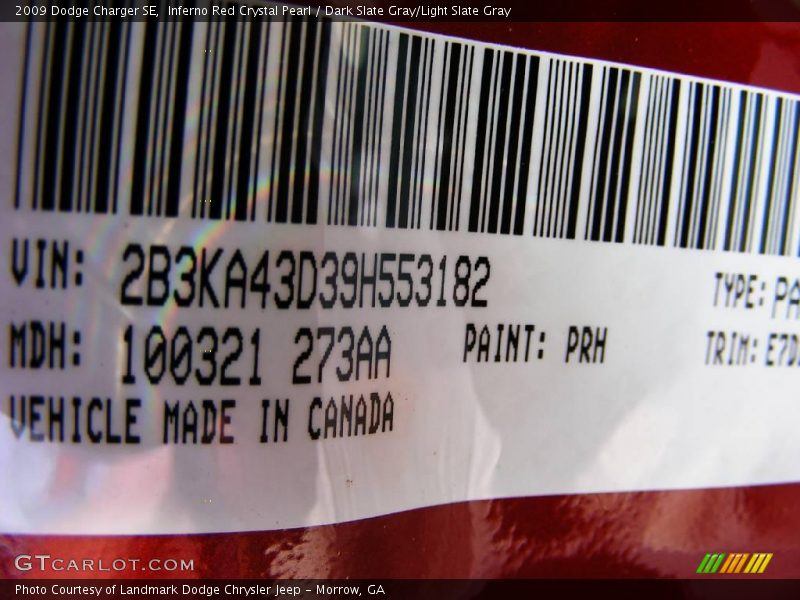 2009 Dodge Charger SE, Inferno Red Crystal Pearl / Dark Slate Gray/Light Slate Gray
VIN: 2B3KA43D39H553182 TYPE: PA
MDH: 100321 273AA PAINT: PRH TRIM: E7D
VEHICLE MADE IN CANADA
GTCARLOT.COM
Photo Courtesy of Landmark Dodge Chrysler Jeep - Morrow, GA